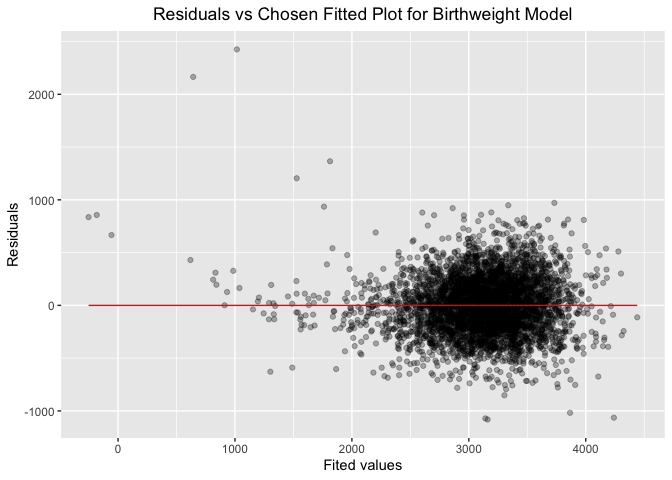 Residuals vs Chosen Fitted Plot for Birthweight Model
Residuals
2000
1000
0
-1000
0 1000 2000 3000 4000
Fited values